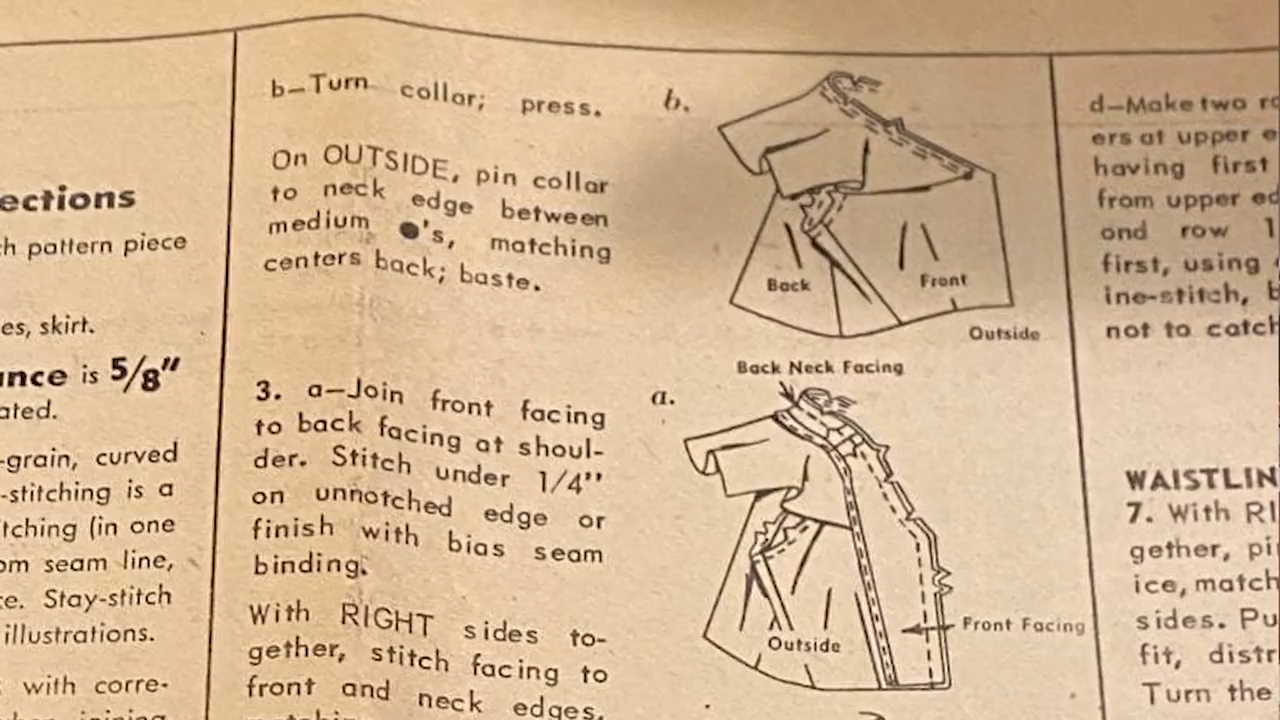 ections
h pattern piece
es, skirt.
ance is 5/8"
ated.
-grain, curved
-stitching is a
itching (in one
om seam line,
e. Stay-stitch
illustrations.
with corre-
joining
b—Turn collar; press.
On OUTSIDE, pin collar
to neck edge between
medium ●'s, matching
centers back; baste.
3. a—Join front facing
to back facing at shoul-
der. Stitch under 1/4"
on unnotched edge or
finish with bias seam
binding.
With RIGHT sides to-
gether, stitch facing to
front and neck edges,
b.
Back
Front
Outside
Back Neck Facing
a.
Outside
Front Facing
d—Make two ro
ers at upper e
having first
from upper ed
ond row 1
first, using
ine-stitch, b
not to catch
WAISTLIN
7. With RI
gether, pi
ice, match
sides. Pu
fit, distr
Turn the